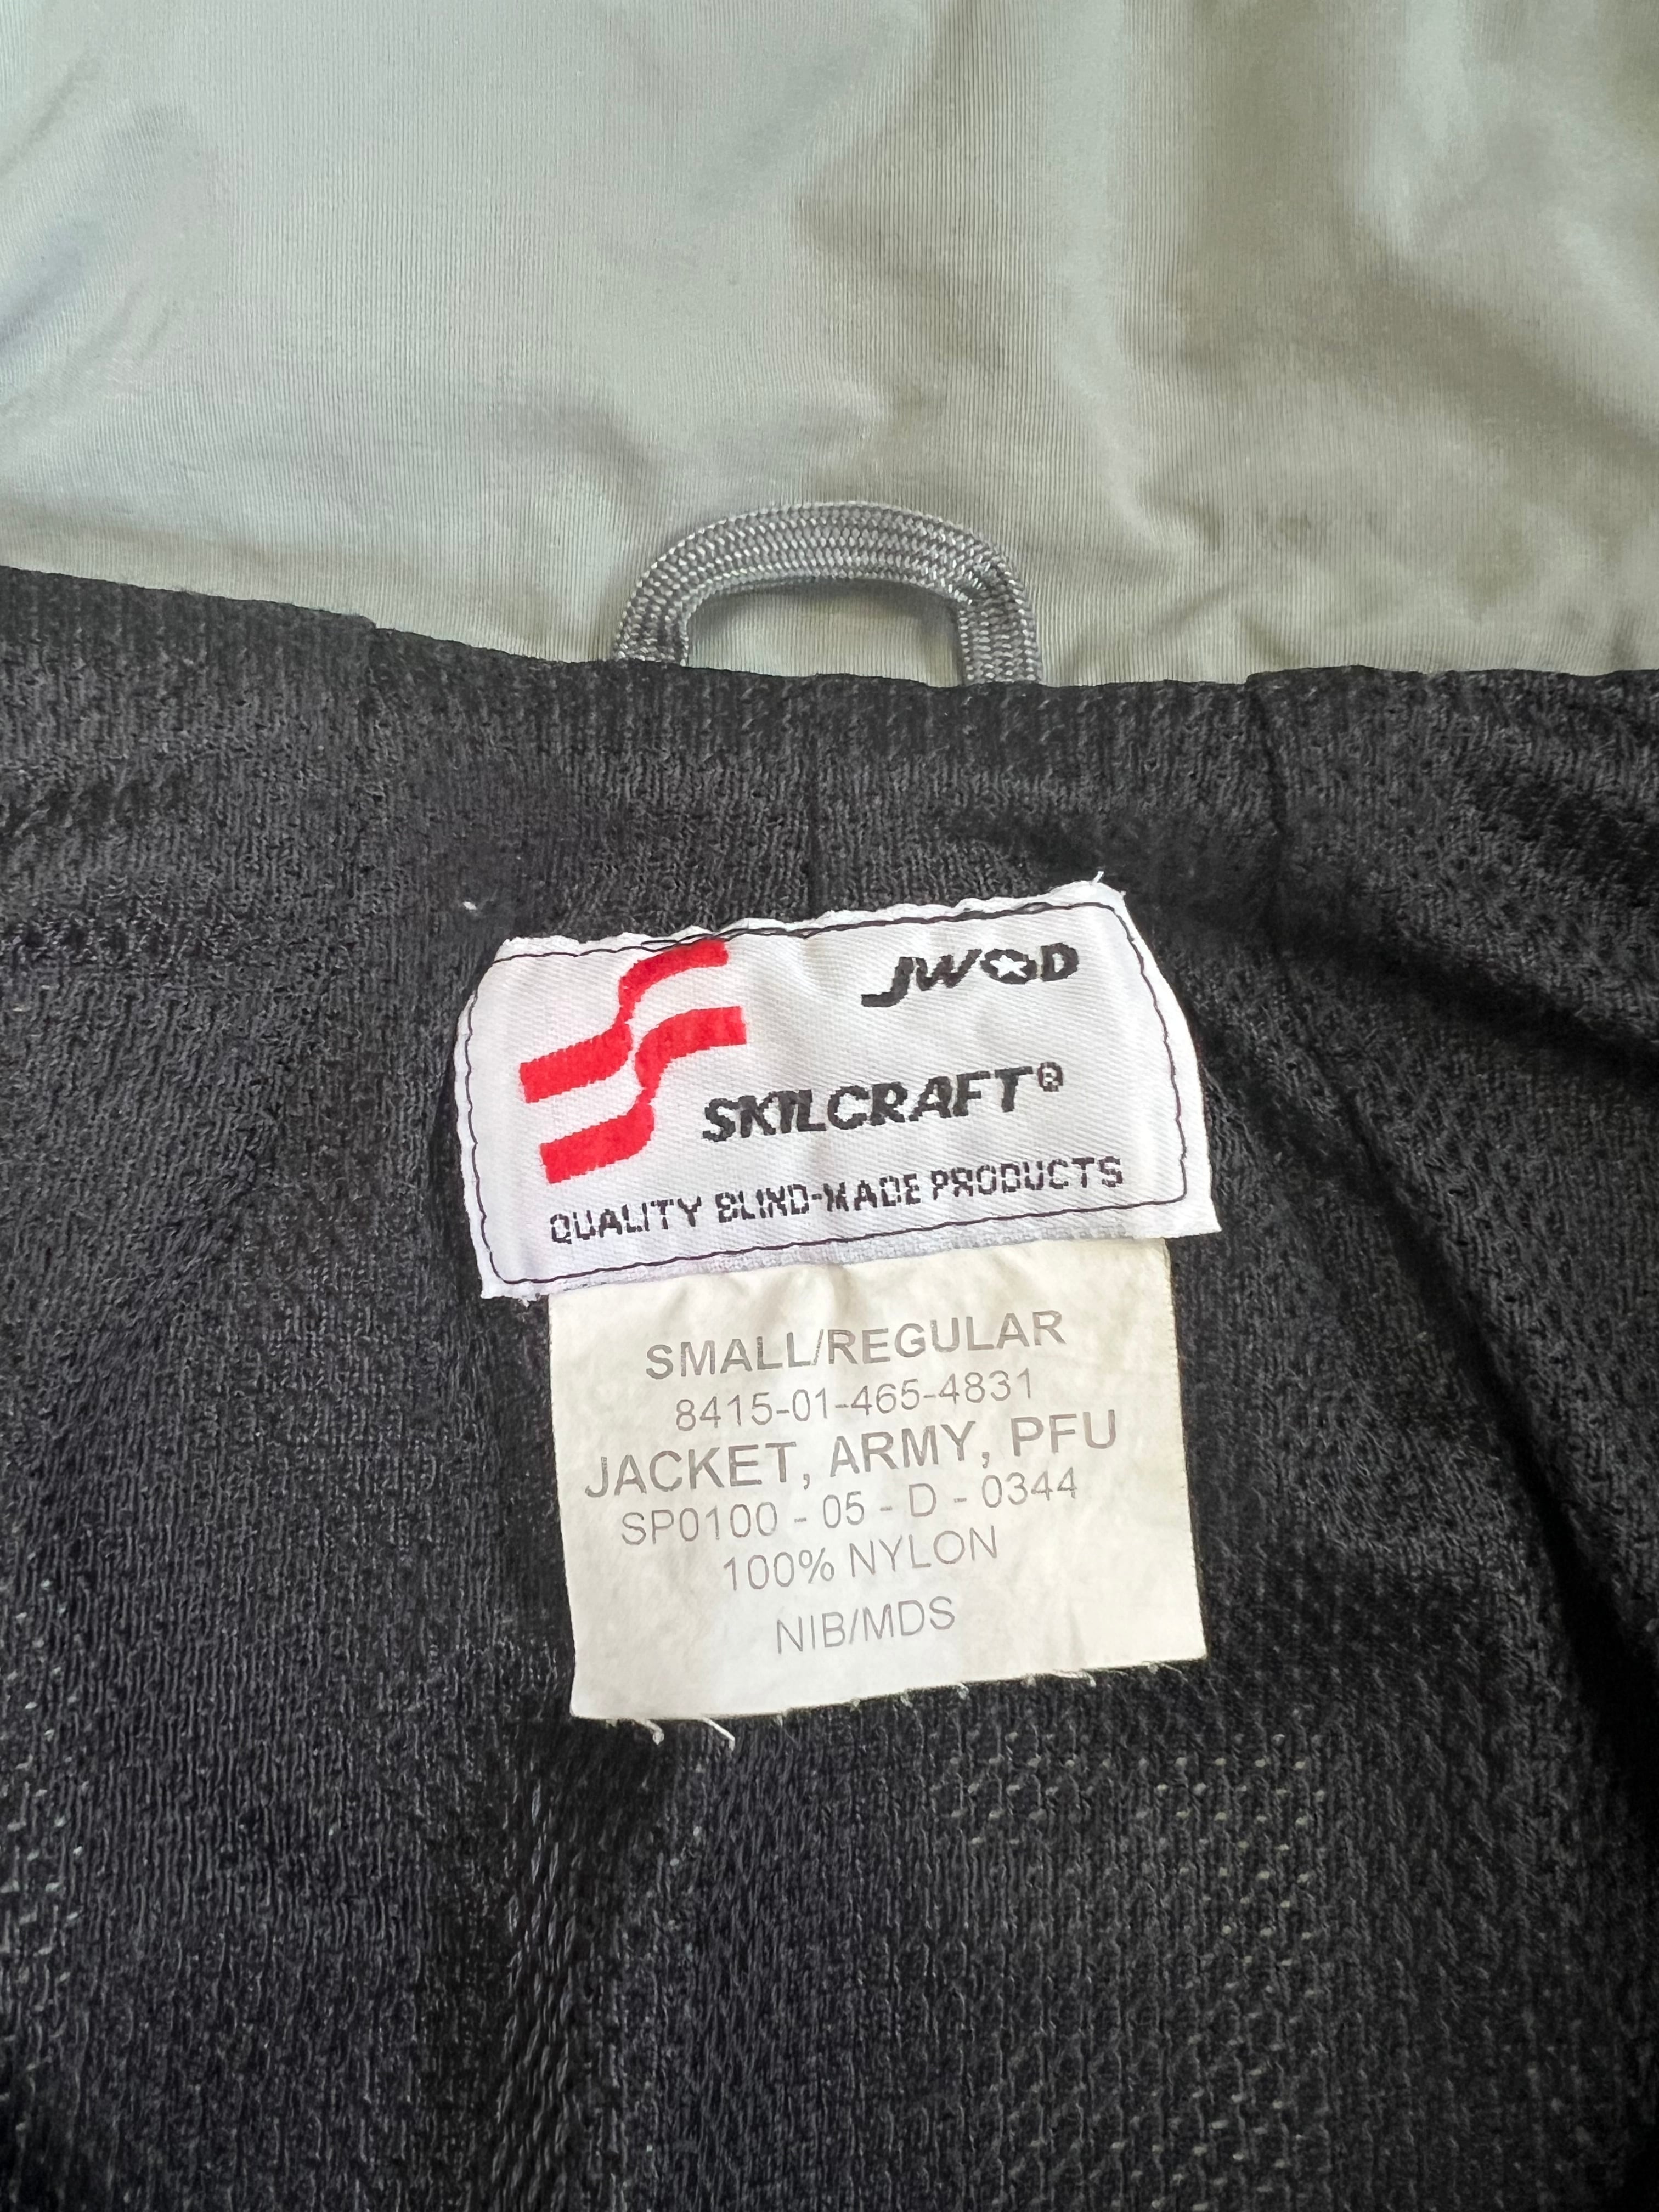 JWOD
SKILCRAFT®
QUALITY BLIND-MADE PRODUCTS
SMALL/REGULAR
8415-01-465-4831
JACKET, ARMY, PFU
SP0100 - 05 - D - 0344
100% NYLON
NIB/MDS